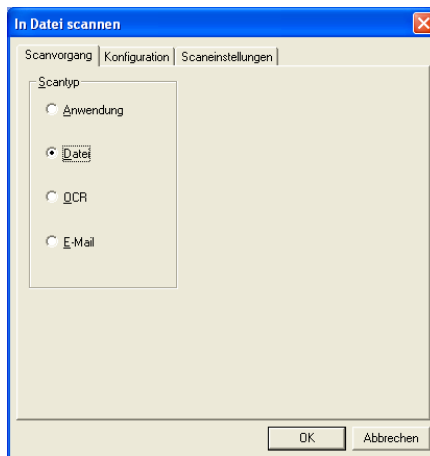 In Datei scannen
Scanvorgang Konfiguration Scaneinstellungen
Scantyp
Anwendung
Datei
OCR
E-Mail
OK Abbrechen